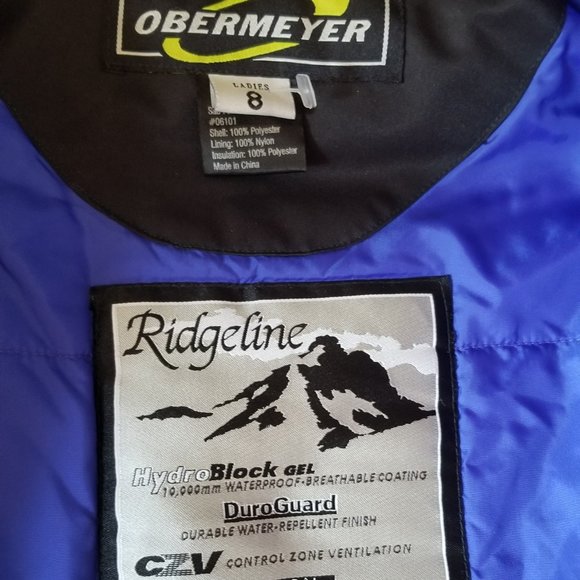 OBERMEYER
LADIES
8
#06101
Shell: 100% Polyester
Lining: 100% Nylon
Insulation: 100% Polyester
Made in China
Ridgeline
HydroBlock GEL
10,000mm WATERPROOF-BREATHABLE COATING
DuroGuard
DURABLE WATER-REPELLENT FINISH
CZV CONTROL ZONE VENTILATION